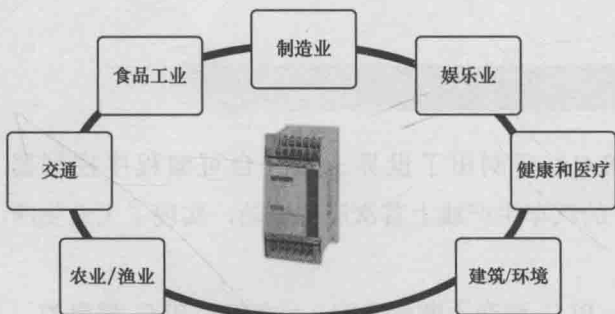 制造业
食品工业
娱乐业
交通
健康和医疗
农业/渔业
建筑/环境